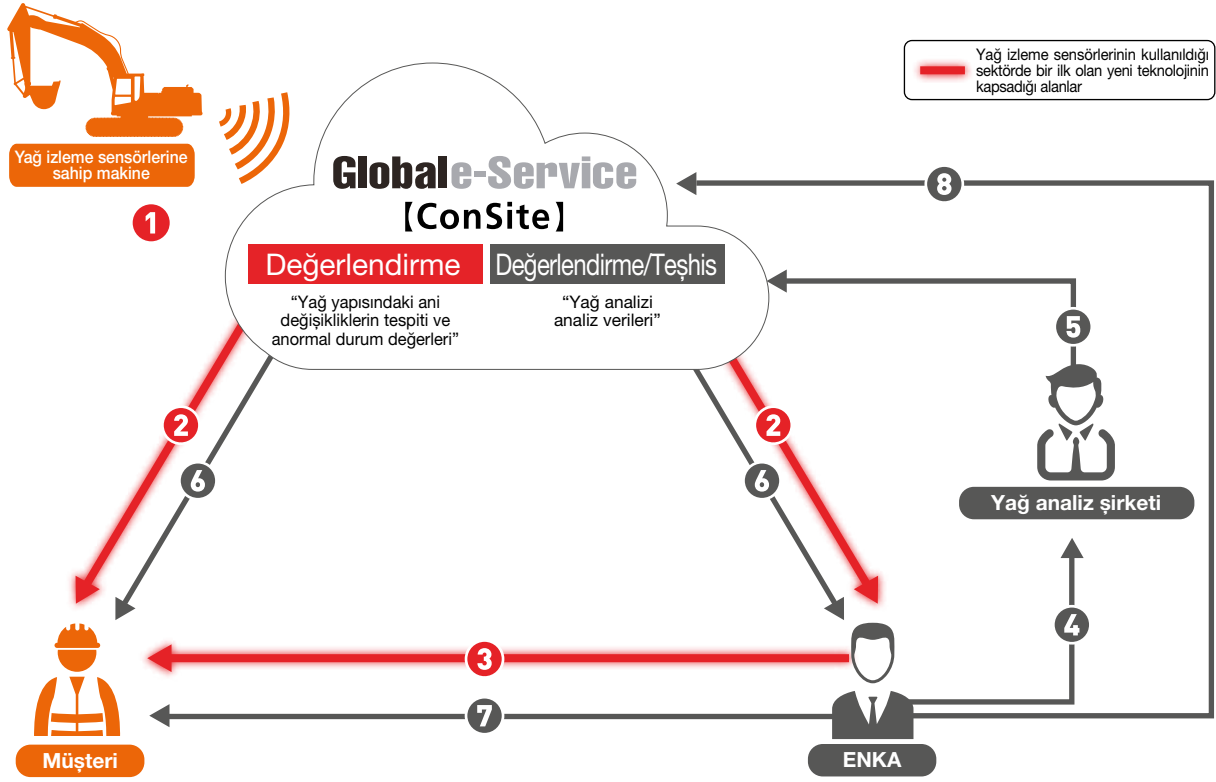 Yağ izleme sensörlerinin kullanıldığı
sektörde bir ilk olan yeni teknolojinin
kapsadığı alanlar
Yağ izleme sensörlerine
sahip makine
1
Global e-Service
【ConSite】
Değerlendirme
Değerlendirme/Teşhis
“Yağ yapısındaki ani
değişikliklerin tespiti ve
anormal durum değerleri”
“Yağ analizi
analiz verileri”
8
5
2
6
2
6
Yağ analiz şirketi
4
3
7
Müşteri
ENKA